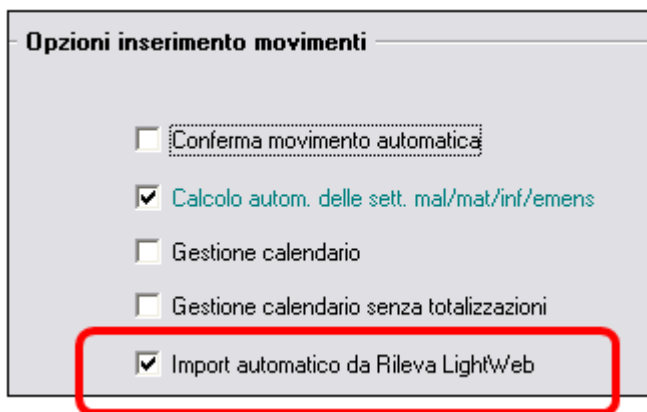 Opzioni inserimento movimenti
Conferma movimento automatica
Calcolo autom. delle sett. mal/mat/inf/emens
Gestione calendario
Gestione calendario senza totalizzazioni
Import automatico da Rileva LightWeb